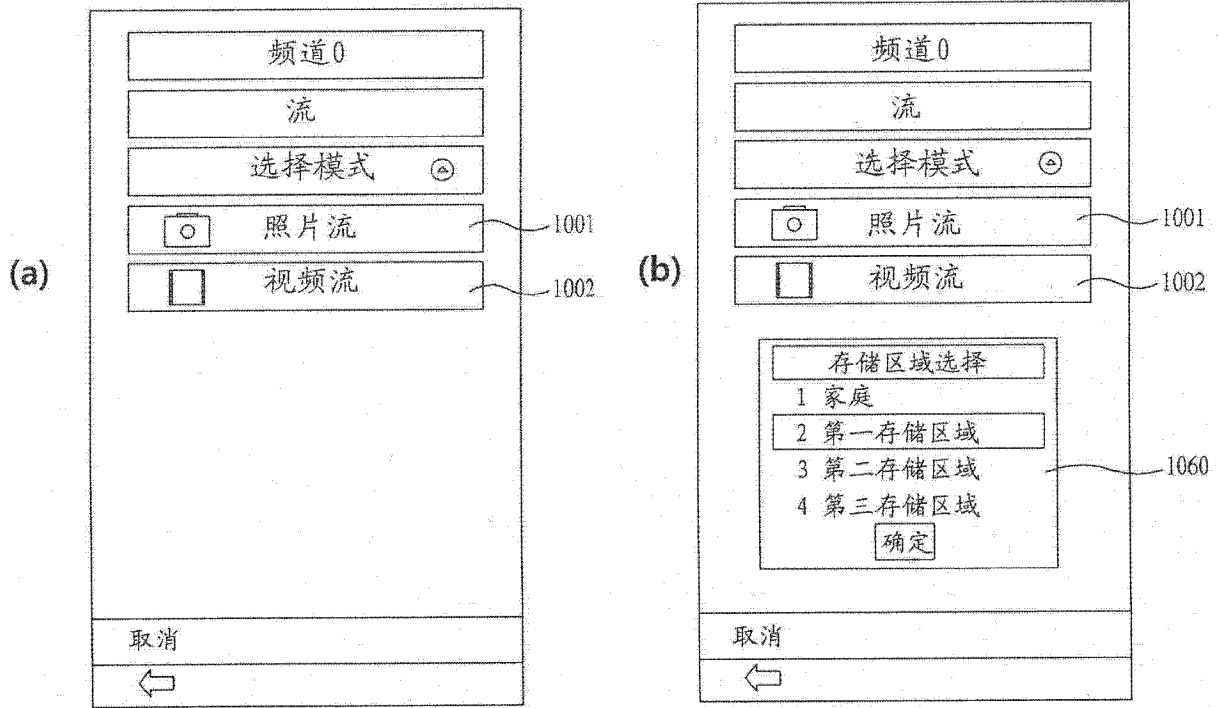 (a)
频道0
流
选择模式
照片流
1001
视频流
1002
取消
(b)
频道0
流
选择模式
照片流
1001
视频流
1002
存储区域选择
1 家庭
2 第一存储区域
3 第二存储区域
4 第三存储区域
确定
1060
取消